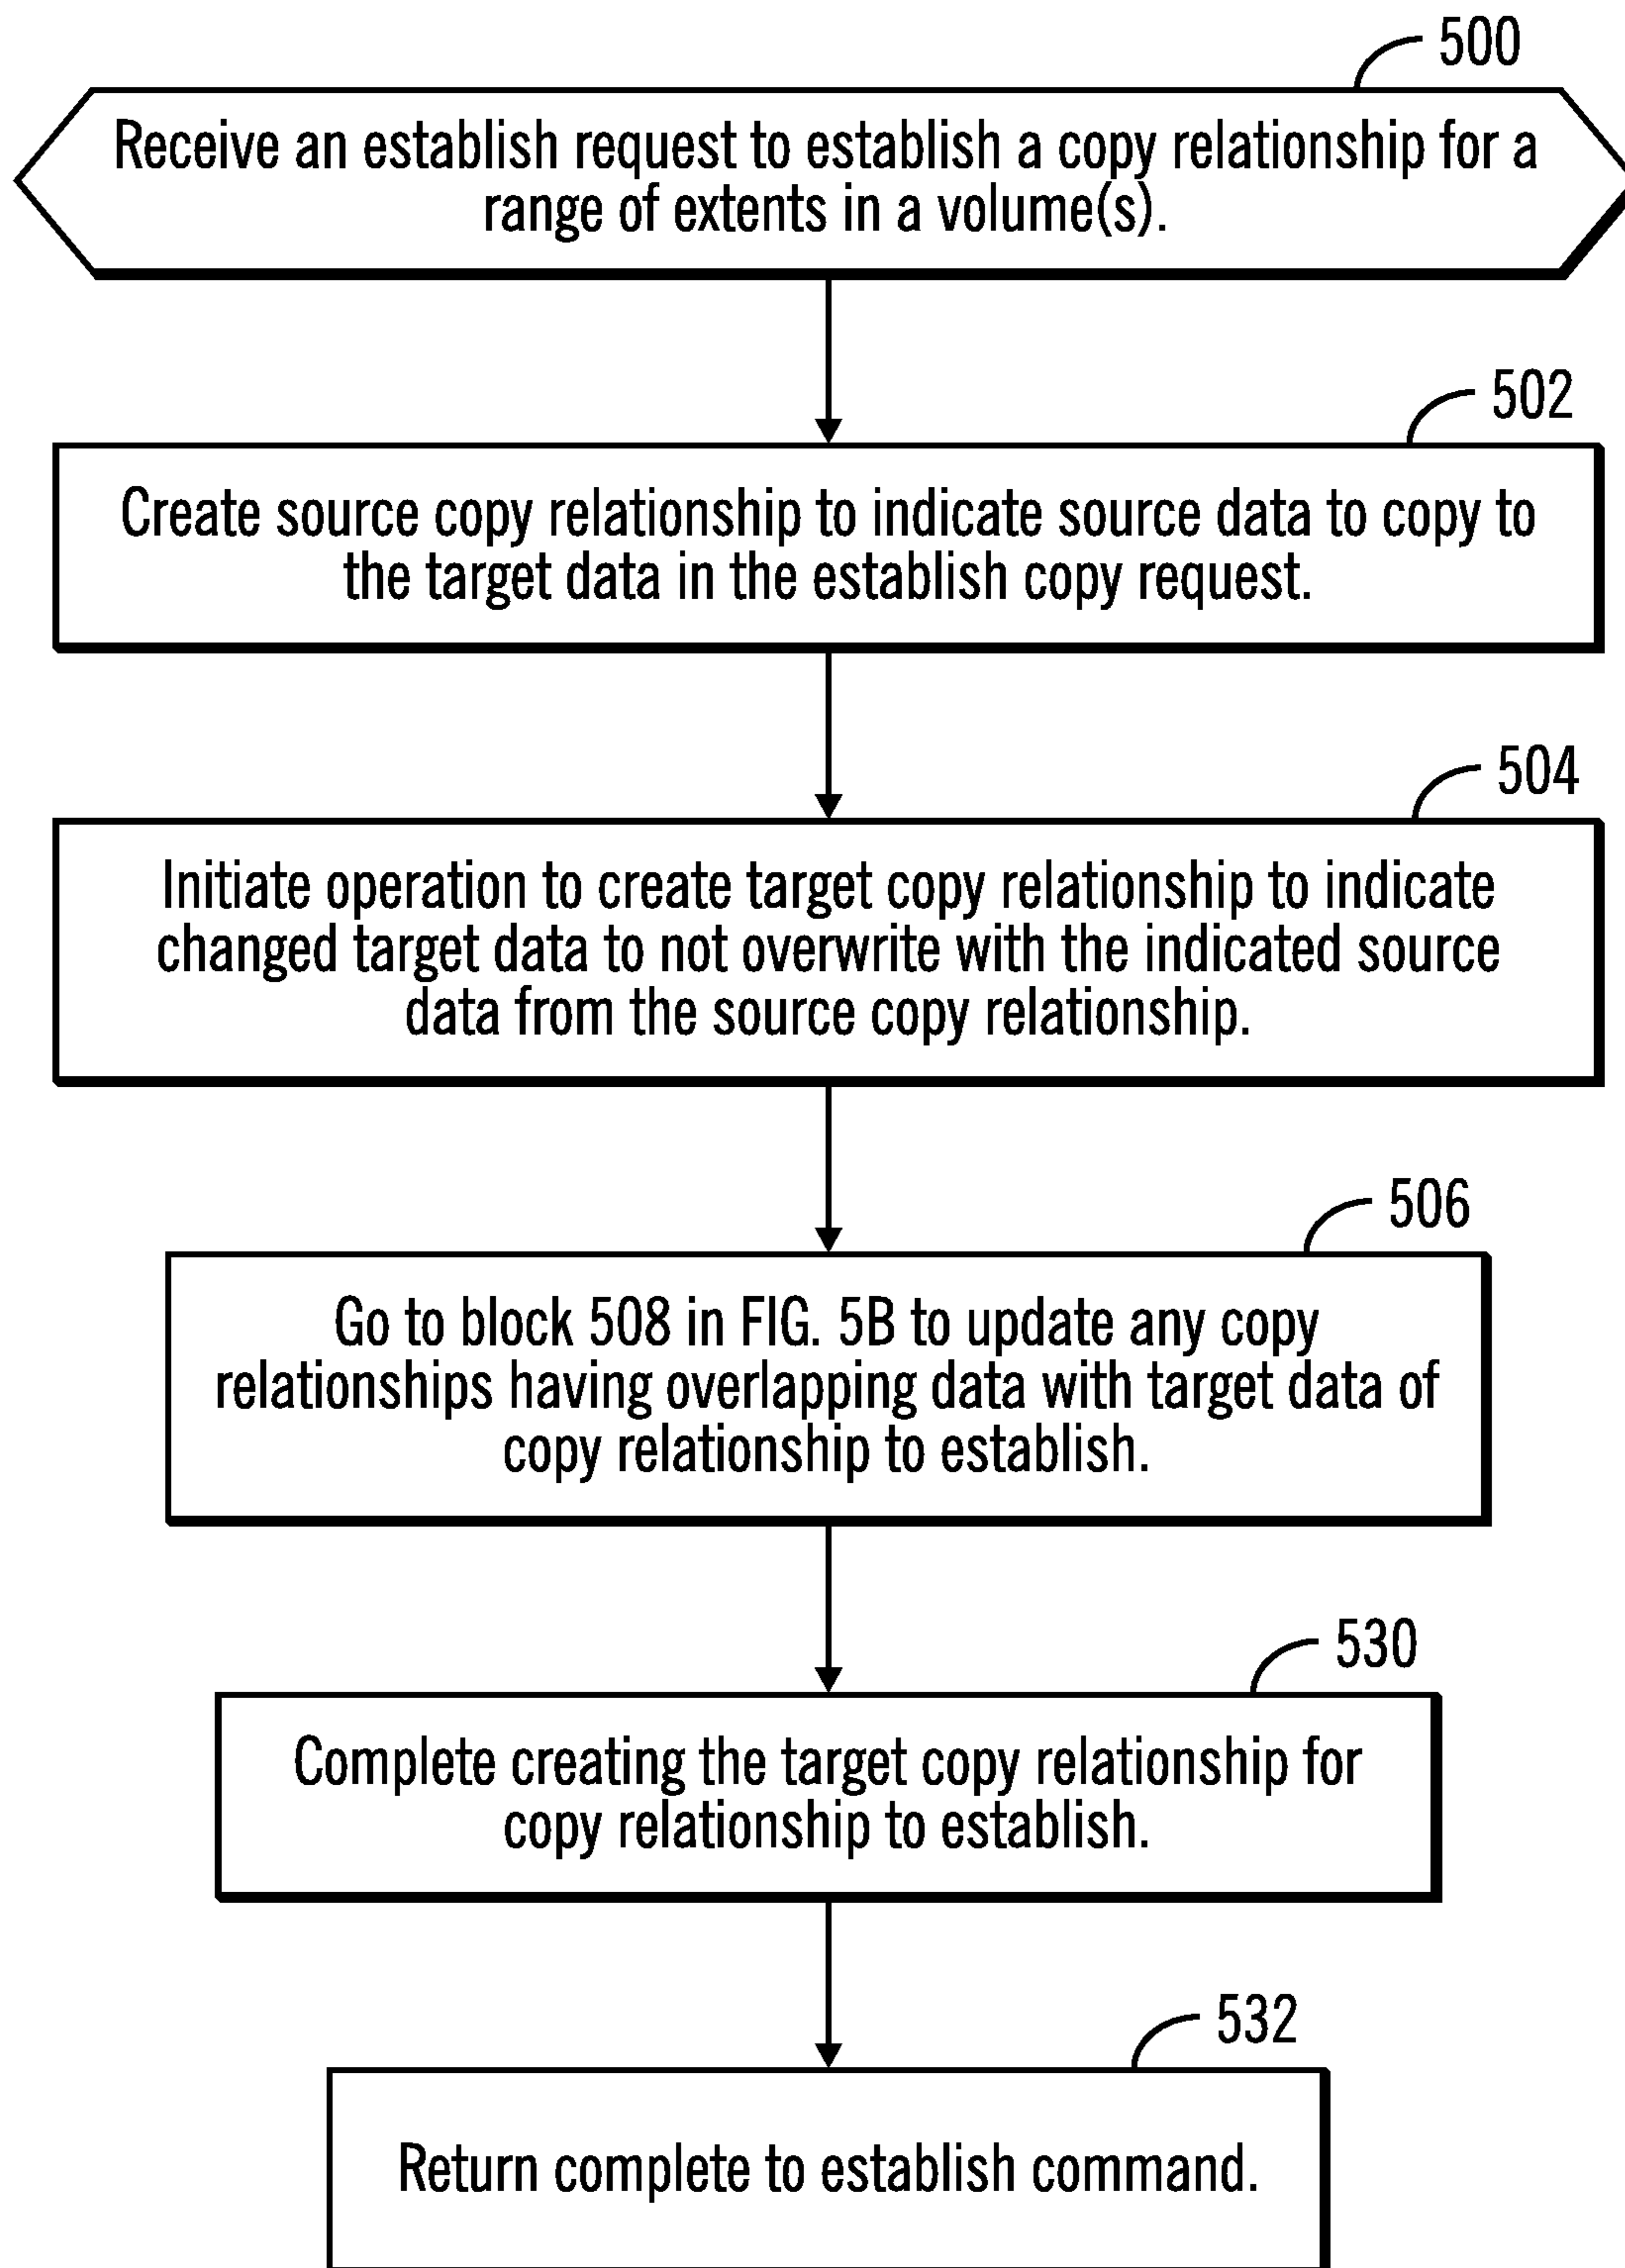 500
Receive an establish request to establish a copy relationship for a
range of extents in a volume(s).
502
Create source copy relationship to indicate source data to copy to
the target data in the establish copy request.
504
Initiate operation to create target copy relationship to indicate
changed target data to not overwrite with the indicated source
data from the source copy relationship.
506
Go to block 508 in FIG. 5B to update any copy
relationships having overlapping data with target data of
copy relationship to establish.
530
Complete creating the target copy relationship for
copy relationship to establish.
532
Return complete to establish command.